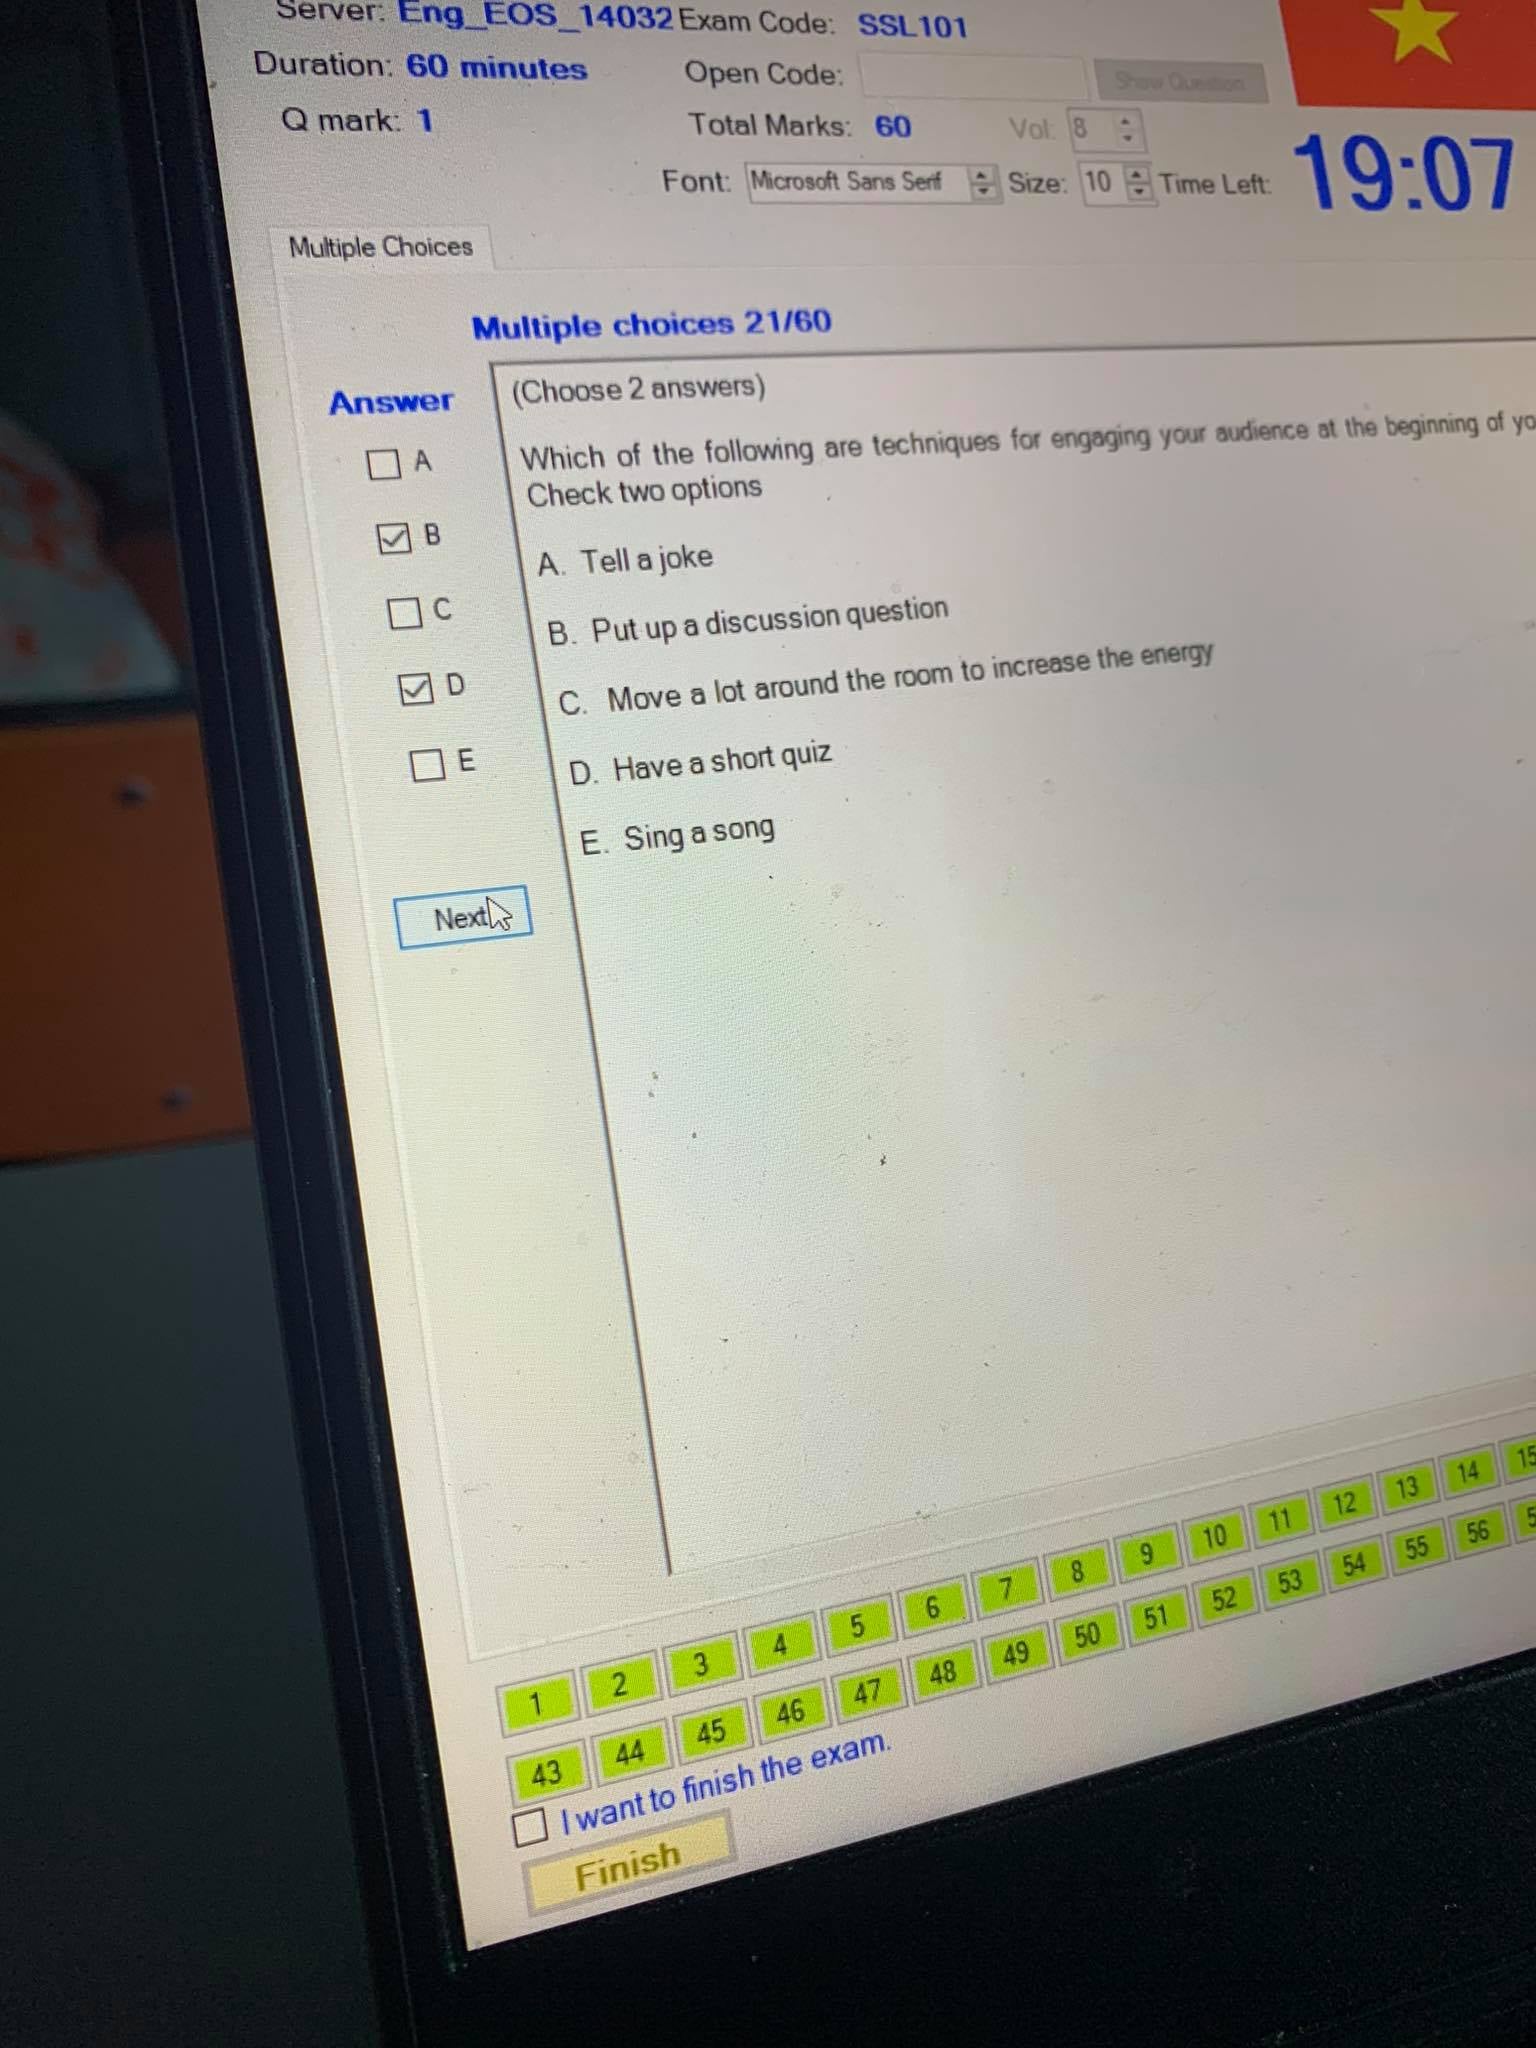 Server: Eng_EOS_14032 Exam Code: SSL101
Duration: 60 minutes Open Code: Show Question
Q mark: 1 Total Marks: 60 Vol: 8
Font: Microsoft Sans Serif Size: 10 Time Left: 19:07
Multiple Choices
Multiple choices 21/60
Answer
(Choose 2 answers)
Which of the following are techniques for engaging your audience at the beginning of yo
Check two options
A
A. Tell a joke
B
B. Put up a discussion question
C
C. Move a lot around the room to increase the energy
D
D. Have a short quiz
E
E. Sing a song
Next
1 2 3 4 5 6 7 8 9 10 11 12 13 14 15
43 44 45 46 47 48 49 50 51 52 53 54 55 56 5
I want to finish the exam.
Finish